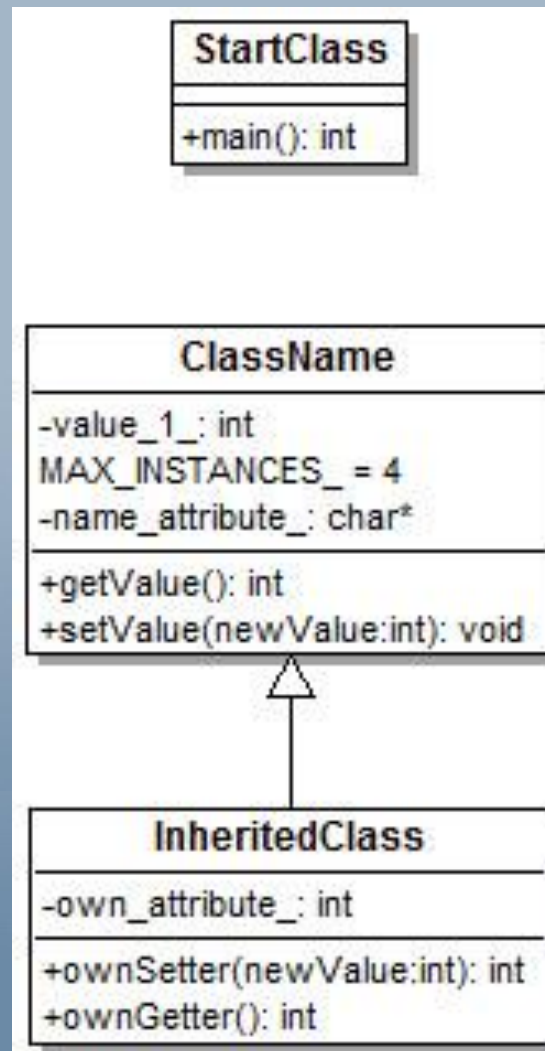 StartClass
+main(): int
ClassName
-value_1_: int
MAX_INSTANCES_ = 4
-name_attribute_: char*
+getValue(): int
+setValue(newValue:int): void
InheritedClass
-own_attribute_: int
+ownSetter(newValue:int): int
+ownGetter(): int